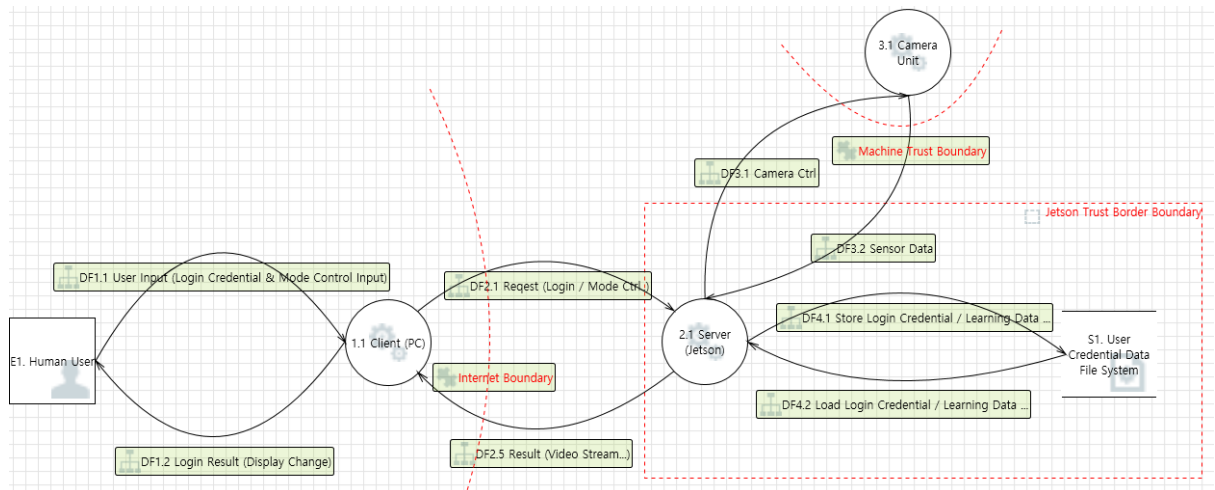 3.1 Camera
Unit
Machine Trust Boundary
DF3.1 Camera Ctrl
Jetson Trust Border Boundary
DF3.2 Sensor Data
DF1.1 User Input (Login Credential & Mode Control Input)
DF2.1 Reqest (Login / Mode Ctrl.)
DF4.1 Store Login Credential / Learning Data ...
E1. Human User
1.1 Client (PC)
2.1 Server
(Jetson)
S1. User
Credential Data
File System
Internet Boundary
DF4.2 Load Login Credential / Learning Data ...
DF1.2 Login Result (Display Change)
DF2.5 Result (Video Stream...)